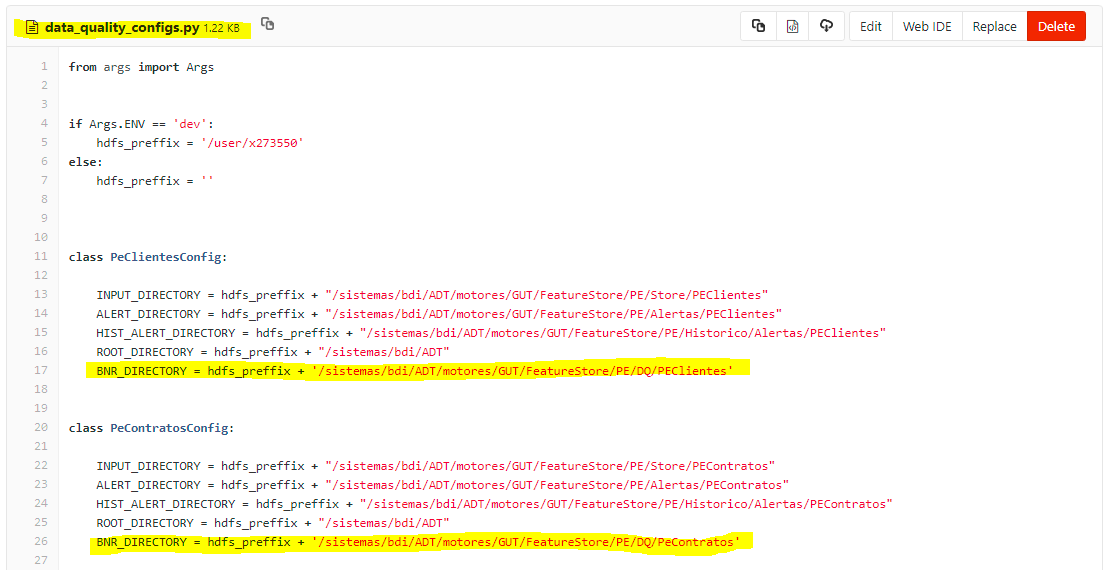 data_quality_configs.py 1.22 KB
Edit Web IDE Replace Delete
1 from args import Args
2
3
4 if Args.ENV == 'dev':
5 hdfs_preffix = '/user/x273550'
6 else:
7 hdfs_preffix = ''
8
9
10
11 class PeClientesConfig:
12
13 INPUT_DIRECTORY = hdfs_preffix + "/sistemas/bdi/ADT/motores/GUT/FeatureStore/PE/Store/PEClientes"
14 ALERT_DIRECTORY = hdfs_preffix + "/sistemas/bdi/ADT/motores/GUT/FeatureStore/PE/Alertas/PEClientes"
15 HIST_ALERT_DIRECTORY = hdfs_preffix + "/sistemas/bdi/ADT/motores/GUT/FeatureStore/PE/Historico/Alertas/PEClientes"
16 ROOT_DIRECTORY = hdfs_preffix + "/sistemas/bdi/ADT"
17 BNR_DIRECTORY = hdfs_preffix + '/sistemas/bdi/ADT/motores/GUT/FeatureStore/PE/DQ/PEClientes'
18
19
20 class PeContratosConfig:
21
22 INPUT_DIRECTORY = hdfs_preffix + "/sistemas/bdi/ADT/motores/GUT/FeatureStore/PE/Store/PEContratos"
23 ALERT_DIRECTORY = hdfs_preffix + "/sistemas/bdi/ADT/motores/GUT/FeatureStore/PE/Alertas/PEContratos"
24 HIST_ALERT_DIRECTORY = hdfs_preffix + "/sistemas/bdi/ADT/motores/GUT/FeatureStore/PE/Historico/Alertas/PEContratos"
25 ROOT_DIRECTORY = hdfs_preffix + "/sistemas/bdi/ADT"
26 BNR_DIRECTORY = hdfs_preffix + '/sistemas/bdi/ADT/motores/GUT/FeatureStore/PE/DQ/PeContratos'
27